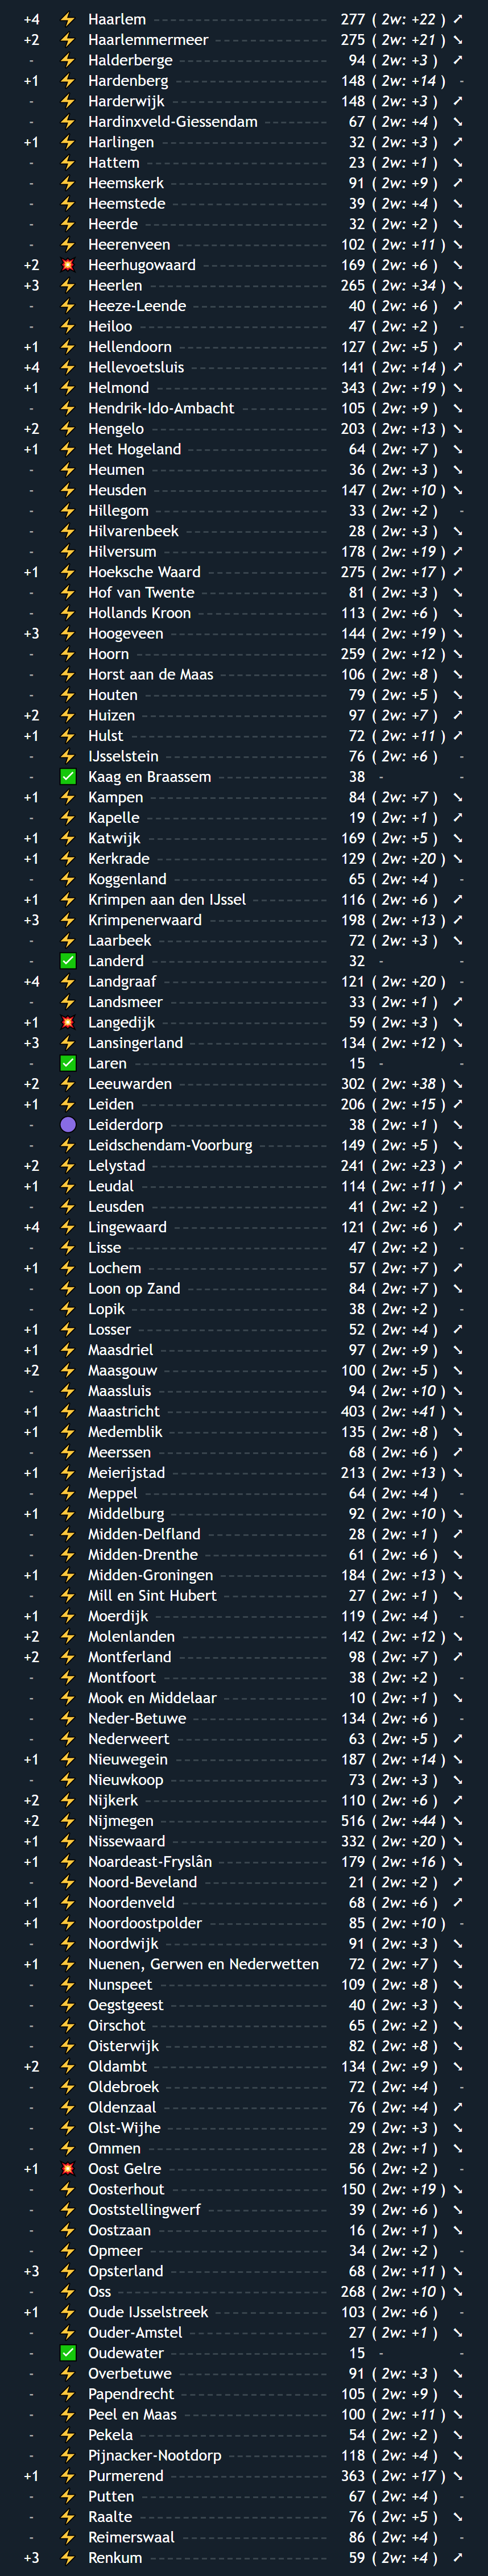 +4 ⚡ Haarlem 277 ( 2w: +22 ) ➚
+2 ⚡ Haarlemmermeer 275 ( 2w: +21 ) ➘
- ⚡ Halderberge 94 ( 2w: +3 ) ➚
+1 ⚡ Hardenberg 148 ( 2w: +14 ) -
- ⚡ Harderwijk 148 ( 2w: +3 ) ➚
- ⚡ Hardinxveld-Giessendam 67 ( 2w: +4 ) ➘
+1 ⚡ Harlingen 32 ( 2w: +3 ) ➚
- ⚡ Hattem 23 ( 2w: +1 ) ➘
- ⚡ Heemskerk 91 ( 2w: +9 ) ➚
- ⚡ Heemstede 39 ( 2w: +4 ) ➘
- ⚡ Heerde 32 ( 2w: +2 ) ➘
- ⚡ Heerenveen 102 ( 2w: +11 ) ➘
+2 💥 Heerhugowaard 169 ( 2w: +6 ) ➘
+3 ⚡ Heerlen 265 ( 2w: +34 ) ➘
- ⚡ Heeze-Leende 40 ( 2w: +6 ) ➚
- ⚡ Heiloo 47 ( 2w: +2 ) -
+1 ⚡ Hellendoorn 127 ( 2w: +5 ) ➚
+4 ⚡ Hellevoetsluis 141 ( 2w: +14 ) ➚
+1 ⚡ Helmond 343 ( 2w: +19 ) ➘
- ⚡ Hendrik-Ido-Ambacht 105 ( 2w: +9 ) ➘
+2 ⚡ Hengelo 203 ( 2w: +13 ) ➘
+1 ⚡ Het Hogeland 64 ( 2w: +7 ) ➘
- ⚡ Heumen 36 ( 2w: +3 ) ➘
- ⚡ Heusden 147 ( 2w: +10 ) ➘
- ⚡ Hillegom 33 ( 2w: +2 ) -
- ⚡ Hilvarenbeek 28 ( 2w: +3 ) ➘
- ⚡ Hilversum 178 ( 2w: +19 ) ➚
+1 ⚡ Hoeksche Waard 275 ( 2w: +17 ) ➚
- ⚡ Hof van Twente 81 ( 2w: +3 ) ➘
- ⚡ Hollands Kroon 113 ( 2w: +6 ) ➘
+3 ⚡ Hoogeveen 144 ( 2w: +19 ) ➘
- ⚡ Hoorn 259 ( 2w: +12 ) ➘
- ⚡ Horst aan de Maas 106 ( 2w: +8 ) ➘
- ⚡ Houten 79 ( 2w: +5 ) ➘
+2 ⚡ Huizen 97 ( 2w: +7 ) ➚
+1 ⚡ Hulst 72 ( 2w: +11 ) ➚
- ⚡ IJsselstein 76 ( 2w: +6 ) -
- ✅ Kaag en Braassem 38 - -
+1 ⚡ Kampen 84 ( 2w: +7 ) ➘
- ⚡ Kapelle 19 ( 2w: +1 ) ➚
+1 ⚡ Katwijk 169 ( 2w: +5 ) ➘
+1 ⚡ Kerkrade 129 ( 2w: +20 ) ➘
- ⚡ Koggenland 65 ( 2w: +4 ) -
+1 ⚡ Krimpen aan den IJssel 116 ( 2w: +6 ) ➚
+3 ⚡ Krimpenerwaard 198 ( 2w: +13 ) ➚
- ⚡ Laarbeek 72 ( 2w: +3 ) ➘
- ✅ Landerd 32 - -
+4 ⚡ Landgraaf 121 ( 2w: +20 ) -
- ⚡ Landsmeer 33 ( 2w: +1 ) ➚
+1 💥 Langedijk 59 ( 2w: +3 ) ➘
+3 ⚡ Lansingerland 134 ( 2w: +12 ) ➘
- ✅ Laren 15 - -
+2 ⚡ Leeuwarden 302 ( 2w: +38 ) ➘
+1 ⚡ Leiden 206 ( 2w: +15 ) ➚
- 🟣 Leiderdorp 38 ( 2w: +1 ) ➘
- ⚡ Leidschendam-Voorburg 149 ( 2w: +5 ) ➘
+2 ⚡ Lelystad 241 ( 2w: +23 ) ➚
+1 ⚡ Leudal 114 ( 2w: +11 ) ➚
- ⚡ Leusden 41 ( 2w: +2 ) -
+4 ⚡ Lingewaard 121 ( 2w: +6 ) ➚
- ⚡ Lisse 47 ( 2w: +2 ) -
+1 ⚡ Lochem 57 ( 2w: +7 ) ➚
- ⚡ Loon op Zand 84 ( 2w: +7 ) ➘
- ⚡ Lopik 38 ( 2w: +2 ) -
+1 ⚡ Losser 52 ( 2w: +4 ) ➚
+1 ⚡ Maasdriel 97 ( 2w: +9 ) ➘
+2 ⚡ Maasgouw 100 ( 2w: +5 ) ➘
- ⚡ Maassluis 94 ( 2w: +10 ) ➘
+1 ⚡ Maastricht 403 ( 2w: +41 ) ➘
+1 ⚡ Medemblik 135 ( 2w: +8 ) ➘
- ⚡ Meerssen 68 ( 2w: +6 ) ➚
+1 ⚡ Meierijstad 213 ( 2w: +13 ) ➘
- ⚡ Meppel 64 ( 2w: +4 ) -
+1 ⚡ Middelburg 92 ( 2w: +10 ) ➘
- ⚡ Midden-Delfland 28 ( 2w: +1 ) ➚
- ⚡ Midden-Drenthe 61 ( 2w: +6 ) ➘
+1 ⚡ Midden-Groningen 184 ( 2w: +13 ) ➘
- ⚡ Mill en Sint Hubert 27 ( 2w: +1 ) ➘
+1 ⚡ Moerdijk 119 ( 2w: +4 ) -
+2 ⚡ Molenlanden 142 ( 2w: +12 ) ➘
+2 ⚡ Montferland 98 ( 2w: +7 ) ➚
- ⚡ Montfoort 38 ( 2w: +2 ) -
- ⚡ Mook en Middelaar 10 ( 2w: +1 ) ➘
- ⚡ Neder-Betuwe 134 ( 2w: +6 ) -
- ⚡ Nederweert 63 ( 2w: +5 ) ➚
+1 ⚡ Nieuwegein 187 ( 2w: +14 ) ➘
- ⚡ Nieuwkoop 73 ( 2w: +3 ) ➘
+2 ⚡ Nijkerk 110 ( 2w: +6 ) ➚
+2 ⚡ Nijmegen 516 ( 2w: +44 ) ➘
+1 ⚡ Nissewaard 332 ( 2w: +20 ) ➘
+1 ⚡ Noardeast-Fryslân 179 ( 2w: +16 ) ➘
- ⚡ Noord-Beveland 21 ( 2w: +2 ) ➚
+1 ⚡ Noordenveld 68 ( 2w: +6 ) ➚
+1 ⚡ Noordoostpolder 85 ( 2w: +10 ) -
- ⚡ Noordwijk 91 ( 2w: +3 ) ➘
+1 ⚡ Nuenen, Gerwen en Nederwetten 72 ( 2w: +7 ) ➘
- ⚡ Nunspeet 109 ( 2w: +8 ) ➘
- ⚡ Oegstgeest 40 ( 2w: +3 ) ➘
- ⚡ Oirschot 65 ( 2w: +2 ) ➘
- ⚡ Oisterwijk 82 ( 2w: +8 ) ➘
+2 ⚡ Oldambt 134 ( 2w: +9 ) ➘
- ⚡ Oldebroek 72 ( 2w: +4 ) -
- ⚡ Oldenzaal 76 ( 2w: +4 ) ➚
- ⚡ Olst-Wijhe 29 ( 2w: +3 ) ➘
- ⚡ Ommen 28 ( 2w: +1 ) ➘
+1 💥 Oost Gelre 56 ( 2w: +2 ) -
- ⚡ Oosterhout 150 ( 2w: +19 ) ➘
- ⚡ Ooststellingwerf 39 ( 2w: +6 ) ➘
- ⚡ Oostzaan 16 ( 2w: +1 ) ➘
- ⚡ Opmeer 34 ( 2w: +2 ) -
+3 ⚡ Opsterland 68 ( 2w: +11 ) ➘
- ⚡ Oss 268 ( 2w: +10 ) ➘
+1 ⚡ Oude IJsselstreek 103 ( 2w: +6 ) -
- ⚡ Ouder-Amstel 27 ( 2w: +1 ) ➘
- ✅ Oudewater 15 - -
- ⚡ Overbetuwe 91 ( 2w: +3 ) ➘
- ⚡ Papendrecht 105 ( 2w: +9 ) ➘
- ⚡ Peel en Maas 100 ( 2w: +11 ) ➘
- ⚡ Pekela 54 ( 2w: +2 ) ➘
- ⚡ Pijnacker-Nootdorp 118 ( 2w: +4 ) ➘
+1 ⚡ Purmerend 363 ( 2w: +17 ) ➘
- ⚡ Putten 67 ( 2w: +4 ) -
- ⚡ Raalte 76 ( 2w: +5 ) ➘
- ⚡ Reimerswaal 86 ( 2w: +4 ) -
+3 ⚡ Renkum 59 ( 2w: +4 ) ➚